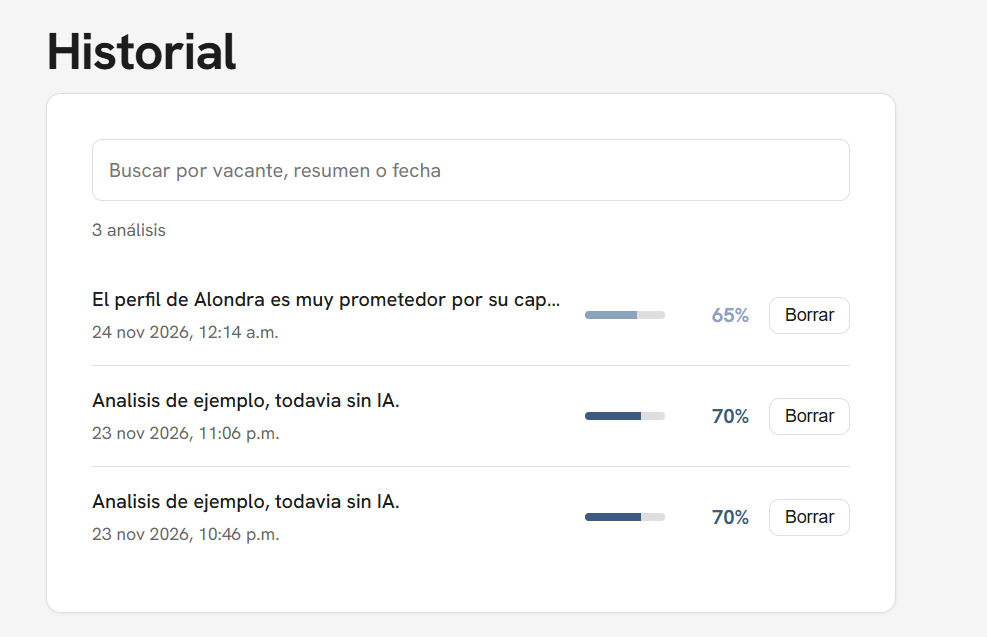 Historial
Buscar por vacante, resumen o fecha
3 análisis
El perfil de Alondra es muy prometedor por su cap...
24 nov 2026, 12:14 a.m.
65%
Borrar
Analisis de ejemplo, todavia sin IA.
23 nov 2026, 11:06 p.m.
70%
Borrar
Analisis de ejemplo, todavia sin IA.
23 nov 2026, 10:46 p.m.
70%
Borrar